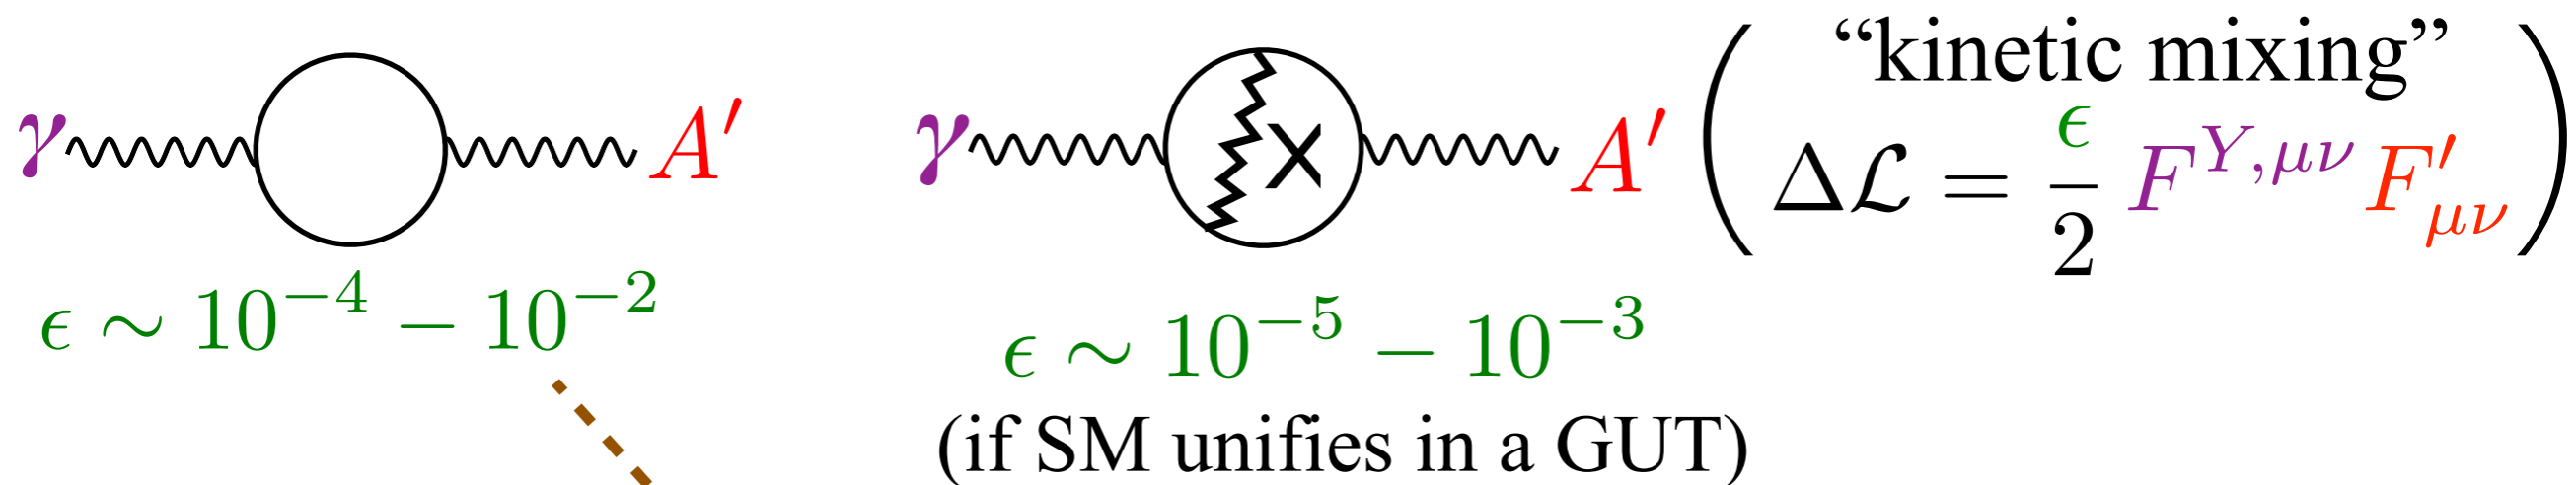 γ A′
ϵ ∼ 10⁻⁴ − 10⁻²
γ X A′
ϵ ∼ 10⁻⁵ − 10⁻³
(if SM unifies in a GUT)
“kinetic mixing”
Δℒ = ϵ/2 F^{Y,μν} F′_{μν}